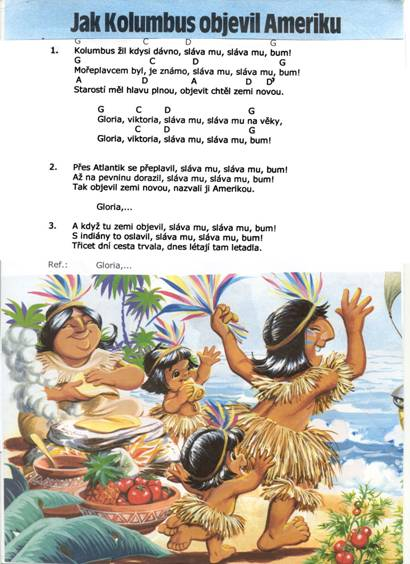 Jak Kolumbus objevil Ameriku
G C D G
1. Kolumbus žil kdysi dávno, sláva mu, sláva mu, bum!
G C D G
Mořeplavcem byl, je známo, sláva mu, sláva mu, bum!
A D A D D⁷
Starostí měl hlavu plnou, objevit chtěl zemi novou.
G C D G
Gloria, viktoria, sláva mu, sláva mu na věky,
C D G
Gloria, viktoria, sláva mu, sláva mu, bum!
2. Přes Atlantik se přeplavil, sláva mu, sláva mu, bum!
Až na pevninu dorazil, sláva mu, sláva mu, bum!
Tak objevil zemi novou, nazvali ji Amerikou.
Gloria,...
3. A když tu zemi objevil, sláva mu, sláva mu, bum!
S indiány to oslavil, sláva mu, sláva mu, bum!
Třicet dní cesta trvala, dnes létají tam letadla.
Ref.: Gloria,...